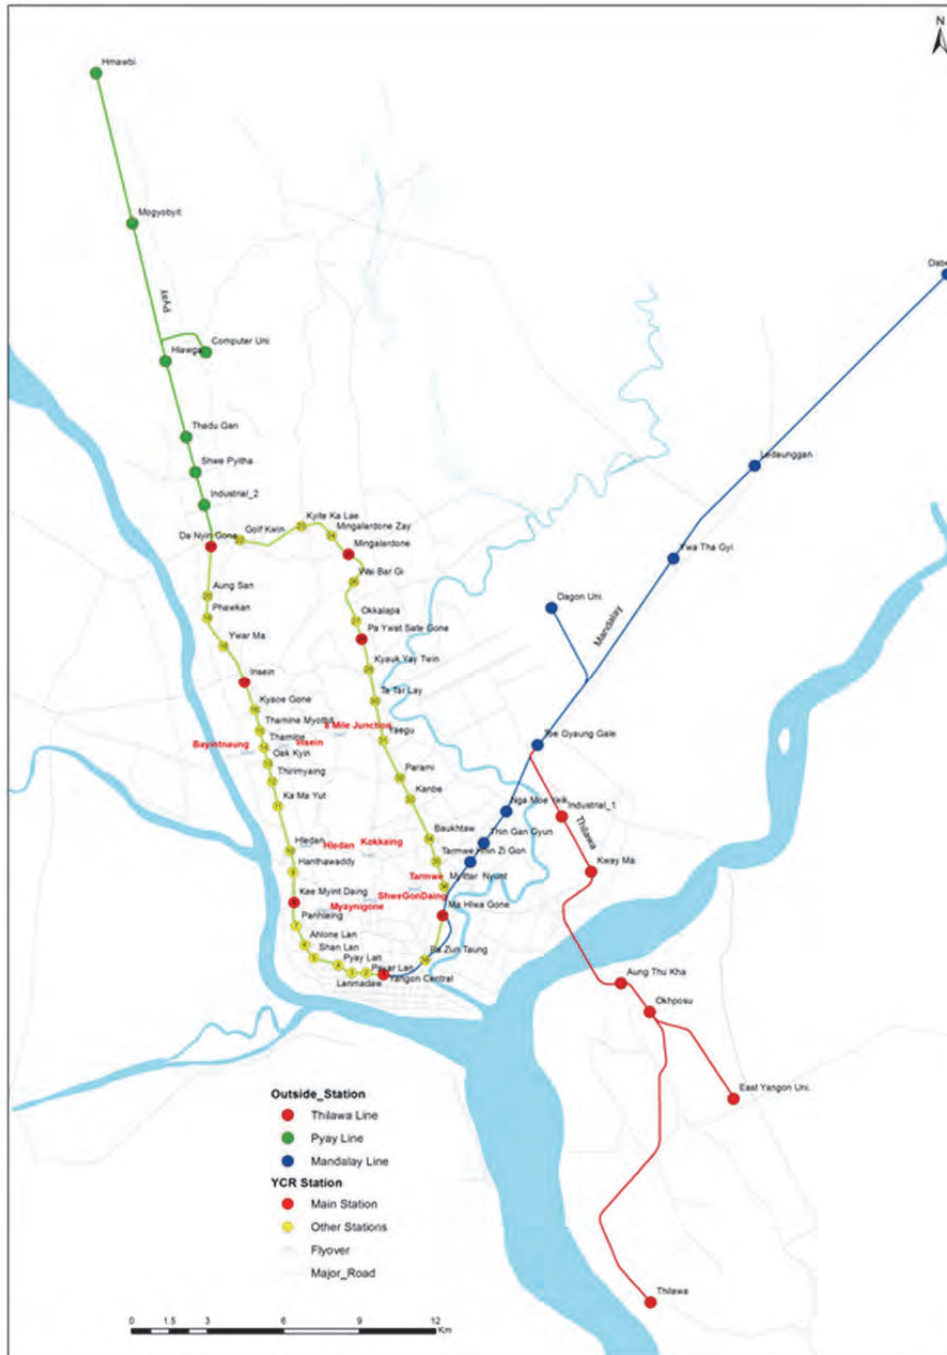 N
Hmawbi
Mogyobyit
Pyay
Computer Uni.
Hlawga
Thadu Gan
Shwe Pyitha
Industrial_2
Da Nyin Gone
Golf Kwin
Kyite Ka Lae
Mingalardone Zay
Mingalardone
Wai Bar Gi
Aung San
Phawkan
Okkalapa
Ywar Ma
Pa Ywat Sate Gone
Insein
Kyauk Yay Twin
Kyaoe Gone
Ta Tar Lay
Thamine Myothit
8 Mile Junction
Thamine
Yaegu
Bayintnaung
Insein
Oak Kyin
Thirimyaing
Parami
Ka Ma Yut
Kanbe
Hledan
Hledan
Kokkaing
Baukhtaw
Hanthawaddy
Tarmwe
Tarmwe
Myittar Nyunt
Kee Myint Daing
Myaynigone
ShweGonDaing
Ma Hlwa Gone
Panhlaing
Ahlone Lan
Shan Lan
Pyay Lan
Payar Lan
Lanmadaw
Yangon Central
Pa Zun Taung
Ledaunggan
Ywa Tha Gyi
Dagon Uni.
Mandalay
Toe Gyaung Gale
Nga Moe Yeik
Thin Gan Gyun
Industrial_1
Thilawa
Kway Ma
Aung Thu Kha
Okhposu
East Yangon Uni.
Thilawa
Outside_Station
Thilawa Line
Pyay Line
Mandalay Line
YCR Station
Main Station
Other Stations
Flyover
Major_Road
0 1.5 3 6 9 12
Km